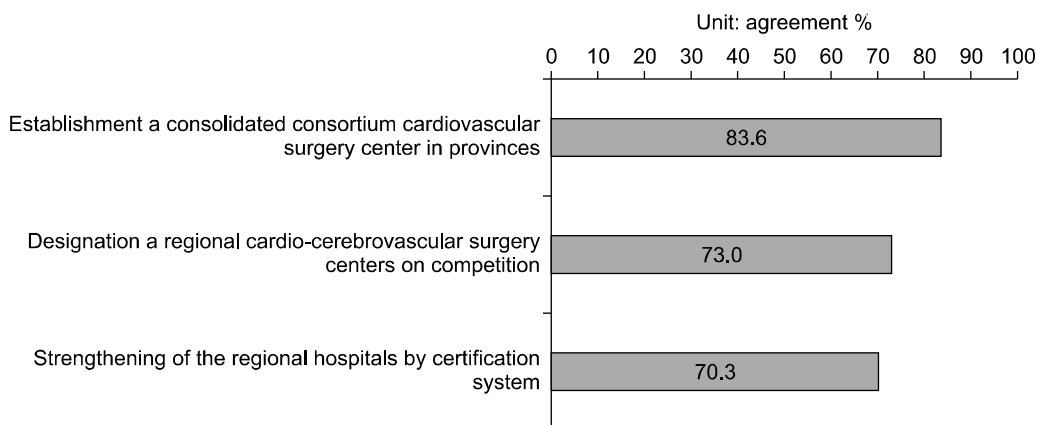 Unit: agreement %
0 10 20 30 40 50 60 70 80 90 100
Establishment a consolidated consortium cardiovascular
surgery center in provinces
83.6
Designation a regional cardio-cerebrovascular surgery
centers on competition
73.0
Strengthening of the regional hospitals by certification
system
70.3